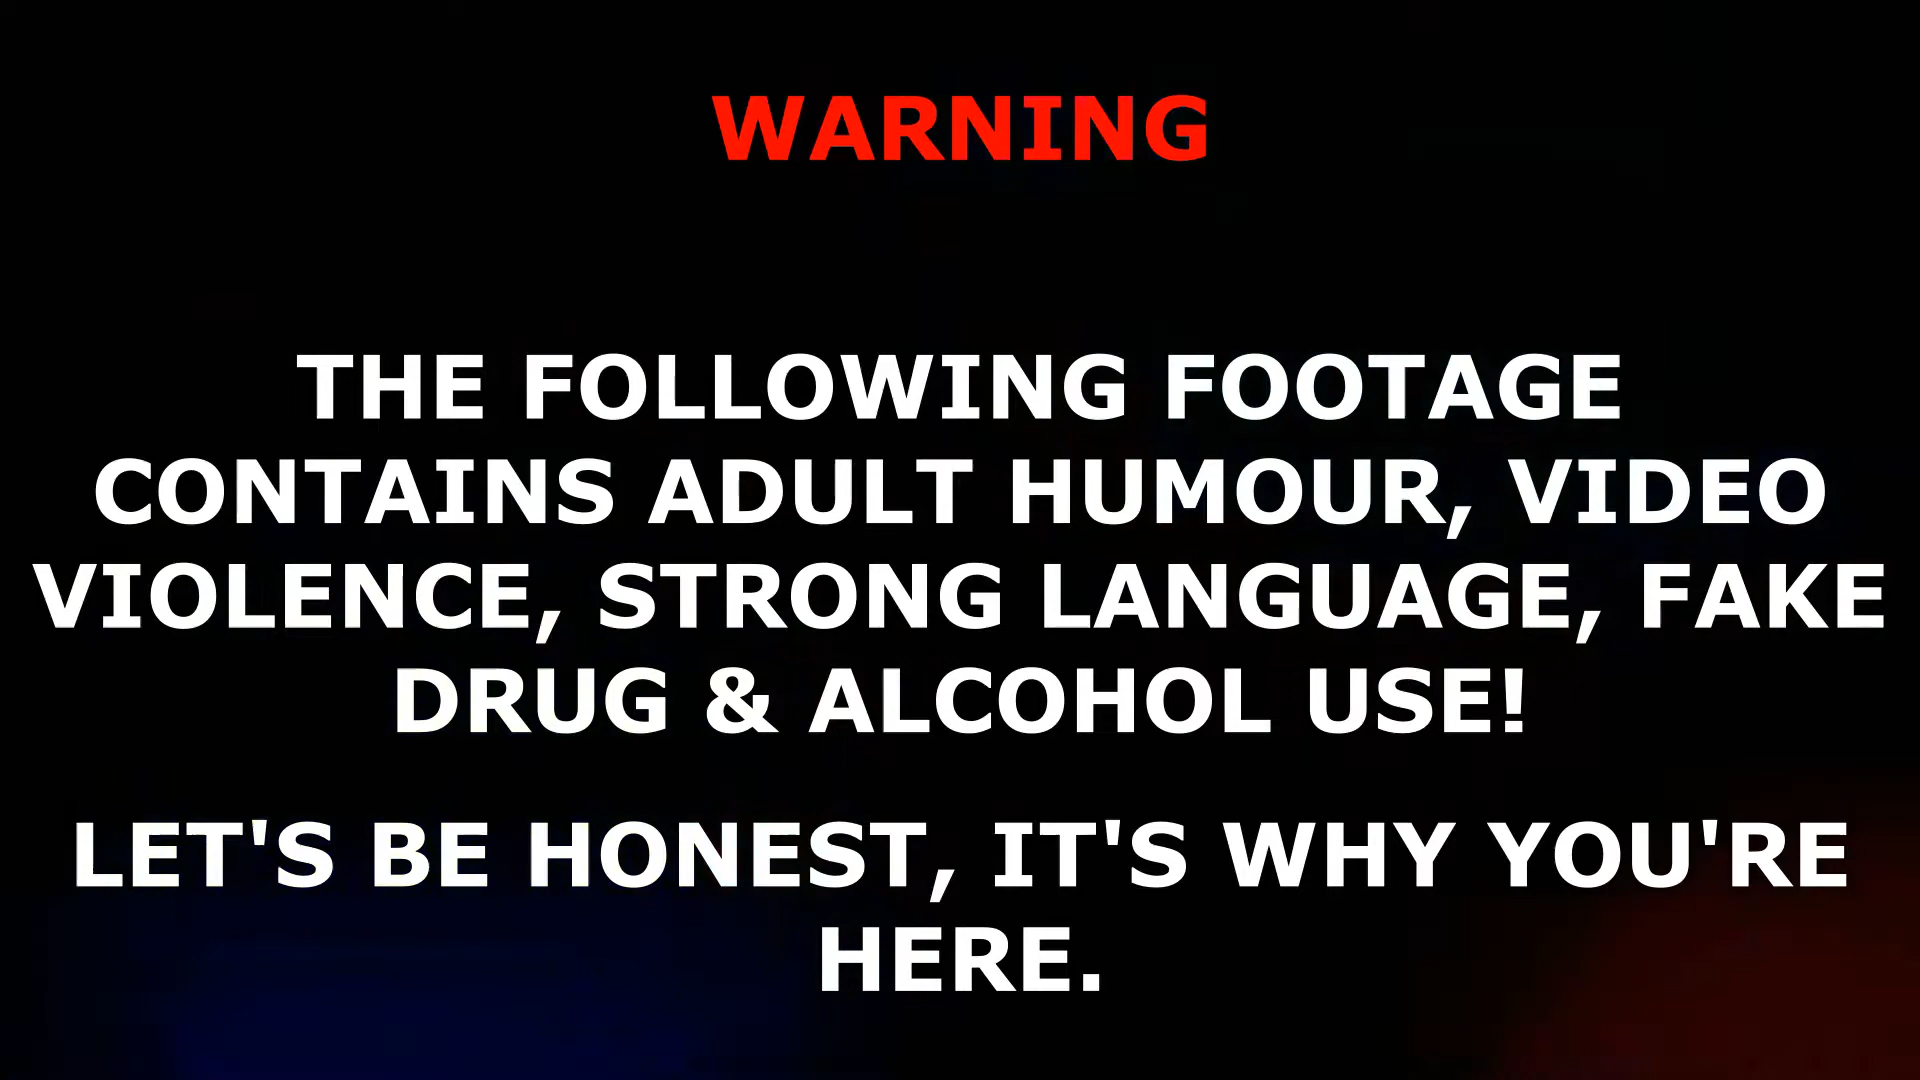 WARNING
THE FOLLOWING FOOTAGE
CONTAINS ADULT HUMOUR, VIDEO
VIOLENCE, STRONG LANGUAGE, FAKE
DRUG & ALCOHOL USE!
LET'S BE HONEST, IT'S WHY YOU'RE
HERE.